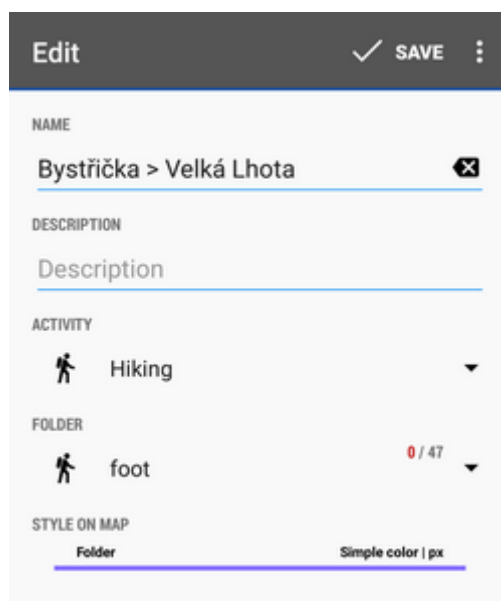 Edit SAVE
NAME
Bystřička > Velká Lhota
DESCRIPTION
Description
ACTIVITY
Hiking
FOLDER
foot 0 / 47
STYLE ON MAP
Folder Simple color | px